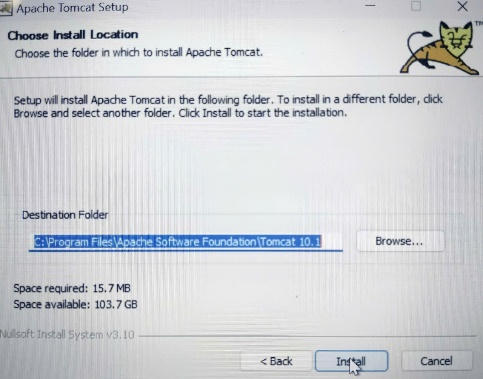 Apache Tomcat Setup
Choose Install Location
Choose the folder in which to install Apache Tomcat.
TM
Setup will install Apache Tomcat in the following folder. To install in a different folder, click
Browse and select another folder. Click Install to start the installation.
Destination Folder
C:\Program Files\Apache Software Foundation\Tomcat 10.1
Browse...
Space required: 15.7 MB
Space available: 103.7 GB
Nullsoft Install System v3.10
< Back
Install
Cancel